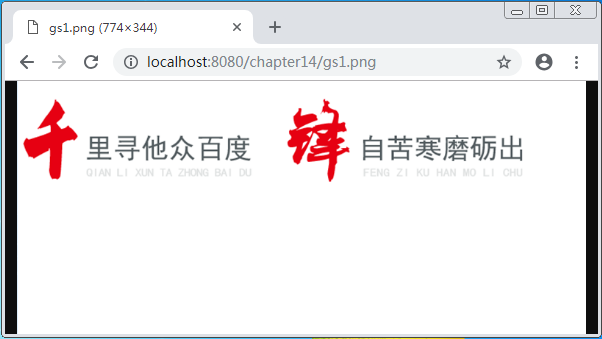 gs1.png (774×344)
localhost:8080/chapter14/gs1.png
千里寻他众百度
QIAN LI XUN TA ZHONG BAI DU
锋自苦寒磨砺出
FENG ZI KU HAN MO LI CHU